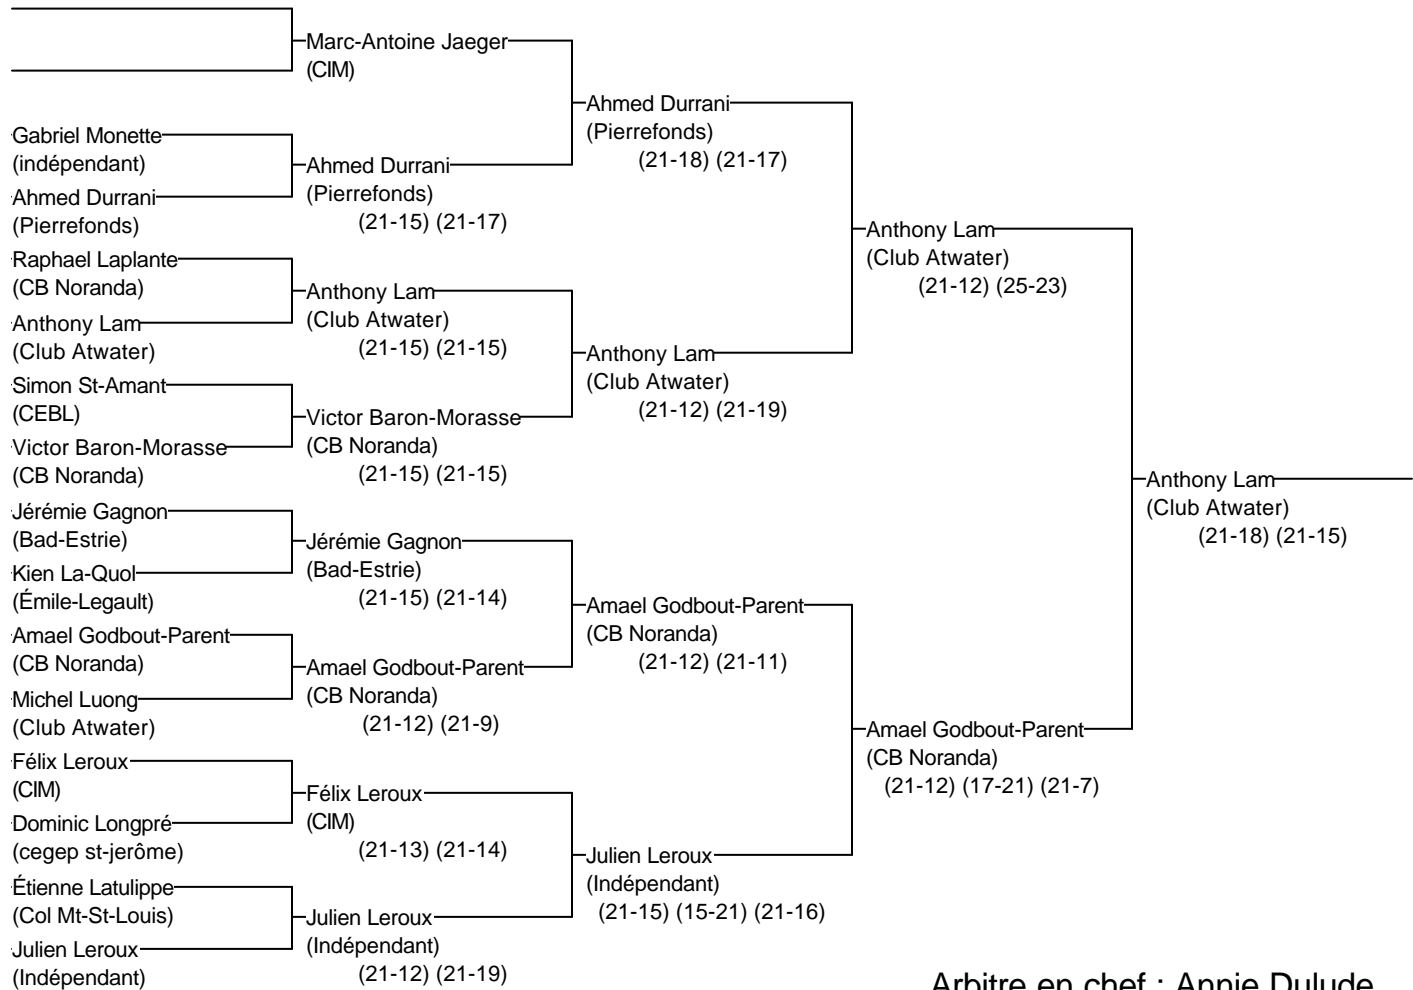 Marc-Antoine Jaeger
(CIM)
Gabriel Monette
(indépendant)
Ahmed Durrani
(Pierrefonds)
Ahmed Durrani
(Pierrefonds)
(21-15) (21-17)
Ahmed Durrani
(Pierrefonds)
(21-18) (21-17)
Raphael Laplante
(CB Noranda)
Anthony Lam
(Club Atwater)
Anthony Lam
(Club Atwater)
(21-15) (21-15)
Simon St-Amant
(CEBL)
Victor Baron-Morasse
(CB Noranda)
Victor Baron-Morasse
(CB Noranda)
(21-15) (21-15)
Anthony Lam
(Club Atwater)
(21-12) (21-19)
Anthony Lam
(Club Atwater)
(21-12) (25-23)
Jérémie Gagnon
(Bad-Estrie)
Kien La-Quol
(Émile-Legault)
Jérémie Gagnon
(Bad-Estrie)
(21-15) (21-14)
Amael Godbout-Parent
(CB Noranda)
Michel Luong
(Club Atwater)
Amael Godbout-Parent
(CB Noranda)
(21-12) (21-9)
Amael Godbout-Parent
(CB Noranda)
(21-12) (21-11)
Félix Leroux
(CIM)
Dominic Longpré
(cegep st-jerôme)
Félix Leroux
(CIM)
(21-13) (21-14)
Étienne Latulippe
(Col Mt-St-Louis)
Julien Leroux
(Indépendant)
Julien Leroux
(Indépendant)
(21-12) (21-19)
Julien Leroux
(Indépendant)
(21-15) (15-21) (21-16)
Amael Godbout-Parent
(CB Noranda)
(21-12) (17-21) (21-7)
Anthony Lam
(Club Atwater)
(21-18) (21-15)
Arbitre en chef : Annie Dulude